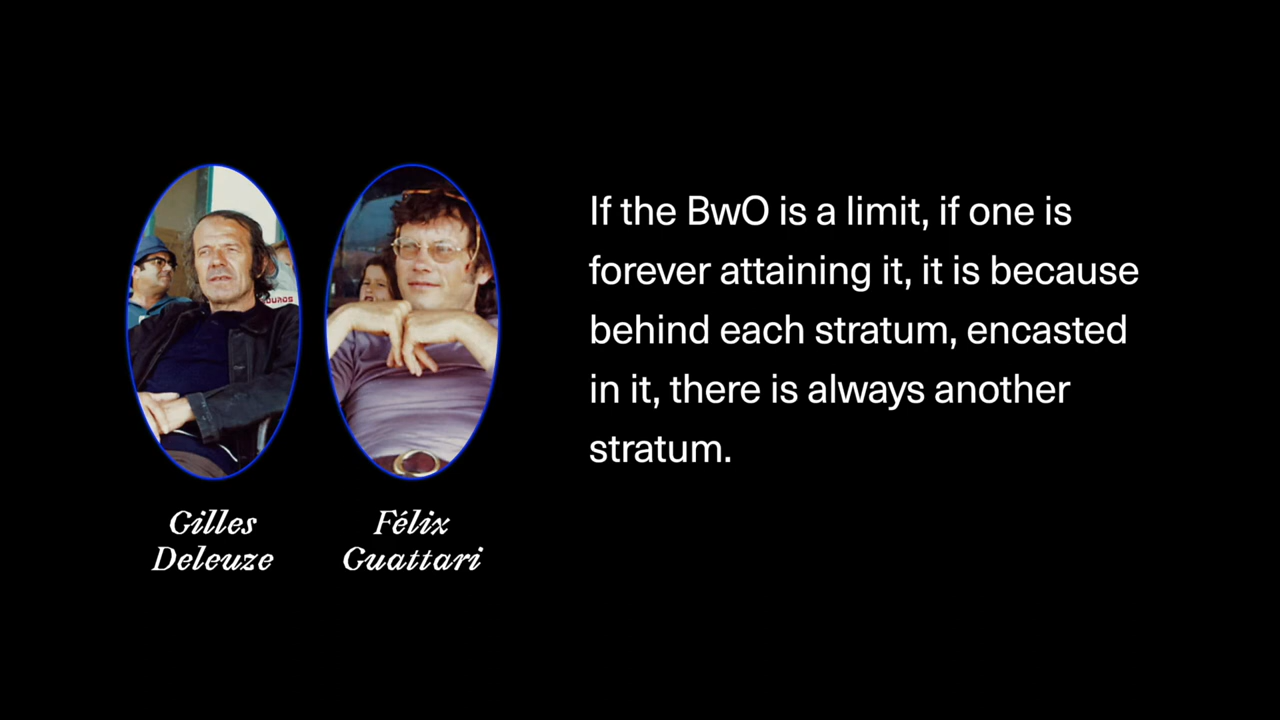 If the BwO is a limit, if one is
forever attaining it, it is because
behind each stratum, encasted
in it, there is always another
stratum.
Gilles
Deleuze
Félix
Guattari